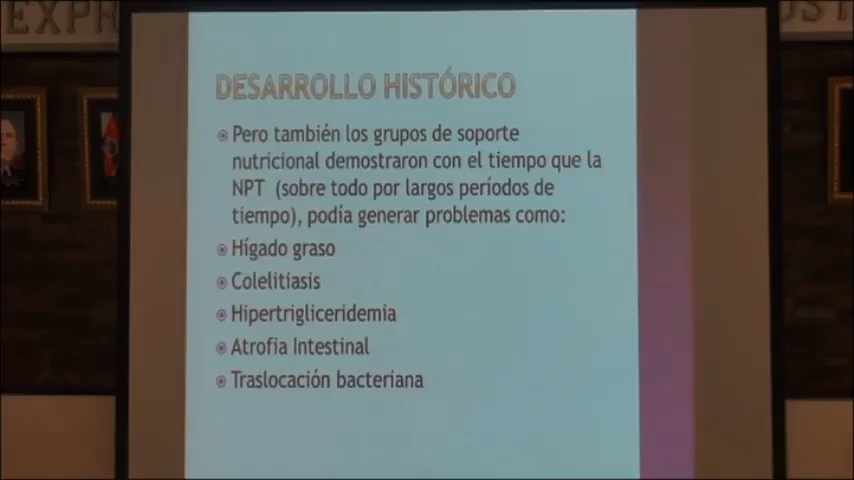 EXPR
DESARROLLO HISTÓRICO
Pero también los grupos de soporte
nutricional demostraron con el tiempo que la
NPT (sobre todo por largos períodos de
tiempo), podía generar problemas como:
Hígado graso
Colelitiasis
Hipertrigliceridemia
Atrofia Intestinal
Traslocación bacteriana